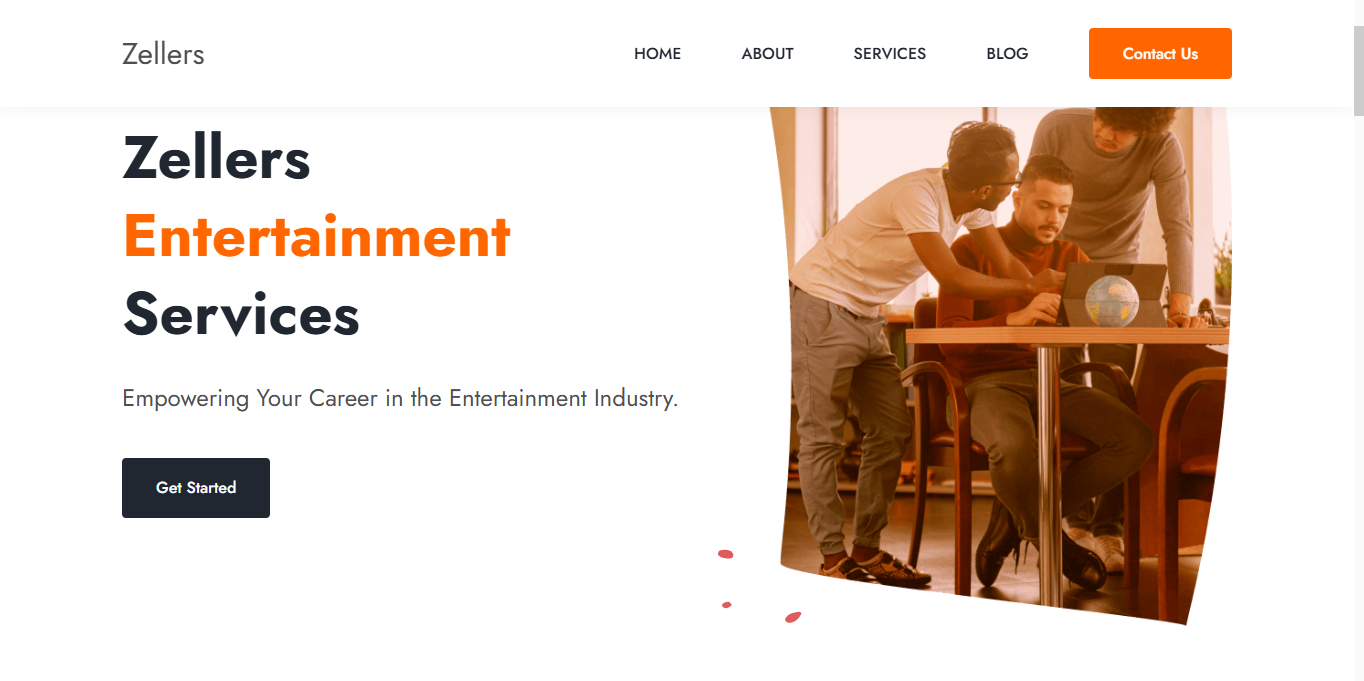 Zellers
HOME ABOUT SERVICES BLOG Contact Us
Zellers
Entertainment
Services
Empowering Your Career in the Entertainment Industry.
Get Started